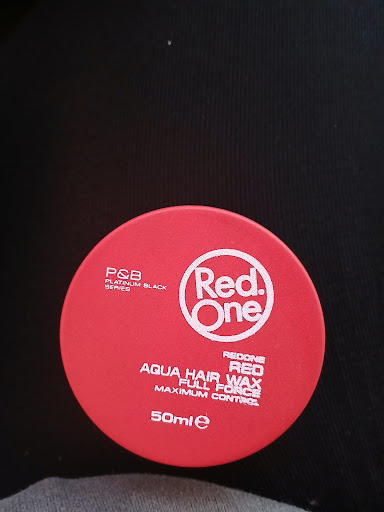 P&B
PLATINUM BLACK
SERIES
Red.
One
REDONE
RED
AQUA HAIR WAX
FULL FORCE
MAXIMUM CONTROL
50ml e